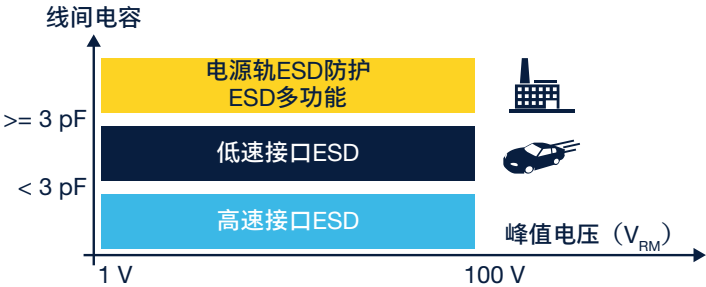 线间电容
电源轨ESD防护
ESD多功能
>= 3 pF
低速接口ESD
< 3 pF
高速接口ESD
峰值电压（VRM）
1 V
100 V